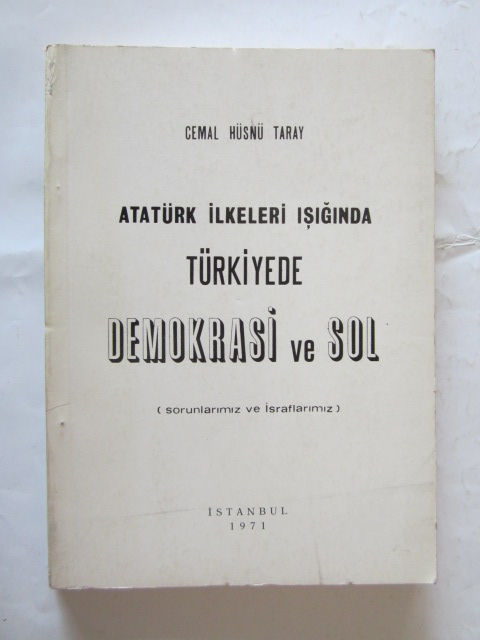 CEMAL HÜSNÜ TARAY
ATATÜRK İLKELERİ IŞIĞINDA
TÜRKİYEDE
DEMOKRASİ ve SOL
( sorunlarımız ve İsraflarımız )
İSTANBUL
1971